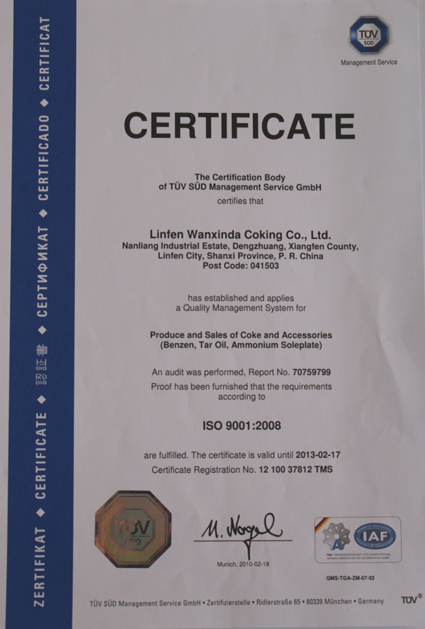 TÜV
SÜD
Management Service
CERTIFICATE
The Certification Body
of TÜV SÜD Management Service GmbH
certifies that
Linfen Wanxinda Coking Co., Ltd.
Nanliang Industrial Estate, Dengzhuang, Xiangfen County,
Linfen City, Shanxi Province, P. R. China
Post Code: 041503
has established and applies
a Quality Management System for
Produce and Sales of Coke and Accessories
(Benzen, Tar Oil, Ammonium Soleplate)
An audit was performed, Report No. 70759799
Proof has been furnished that the requirements
according to
ISO 9001:2008
are fulfilled. The certificate is valid until 2013-02-17
Certificate Registration No. 12 100 37812 TMS
TÜV
SÜD
M. Nagel
Munich, 2010-02-18
IAF
QMS-TGA-ZM-07-92
TÜV SÜD Management Service GmbH • Zertifizierstelle • Ridlerstraße 65 • 80339 München • Germany
TÜV®
ZERTIFIKAT ◆ CERTIFICATE ◆ 認証書 ◆ СЕРТИФИКАТ ◆ CERTIFICADO ◆ CERTIFICAT